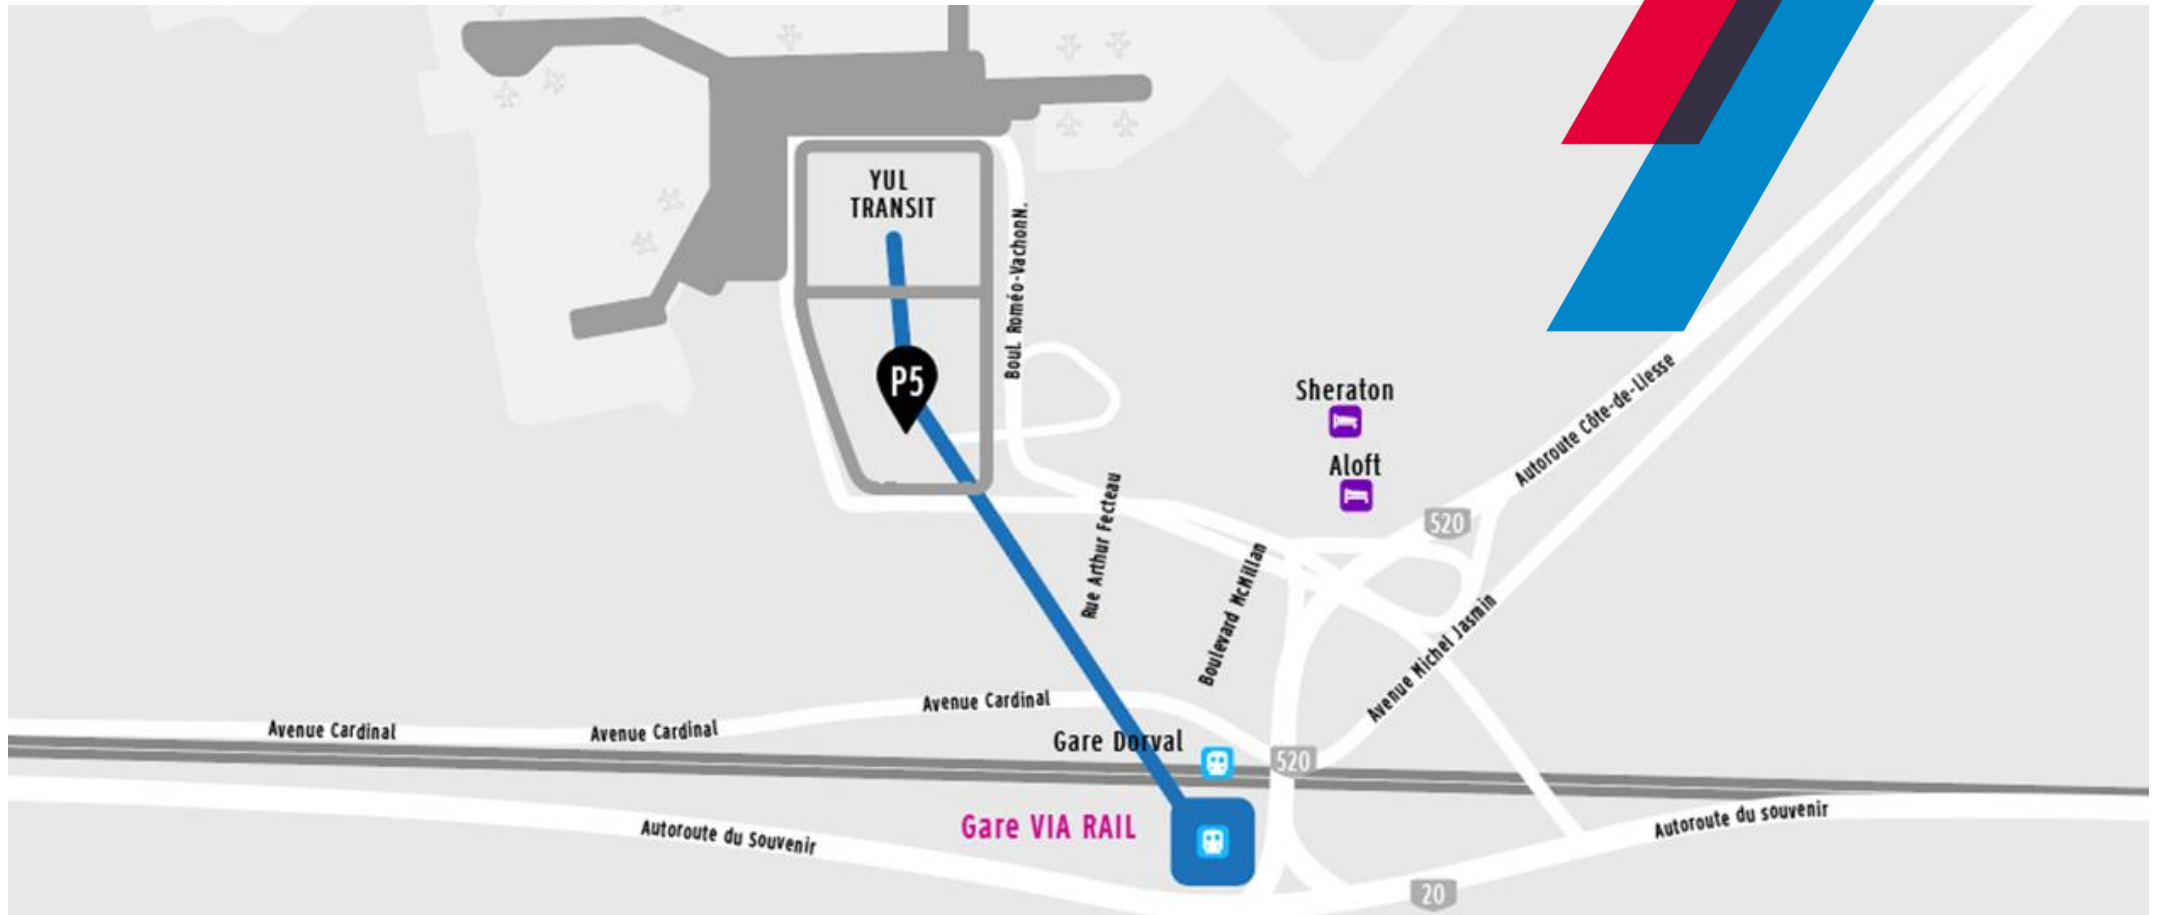 YUL
TRANSIT
Boul. Roméo-VachonN.
P5
Sheraton
Aloft
Autoroute Côte-de-Liesse
520
Rue Arthur Fecteau
Boulevard McMillan
Avenue Michel Jasmin
Avenue Cardinal
Avenue Cardinal
Avenue Cardinal
Gare Dorval
520
Gare VIA RAIL
Autoroute du Souvenir
Autoroute du souvenir
20